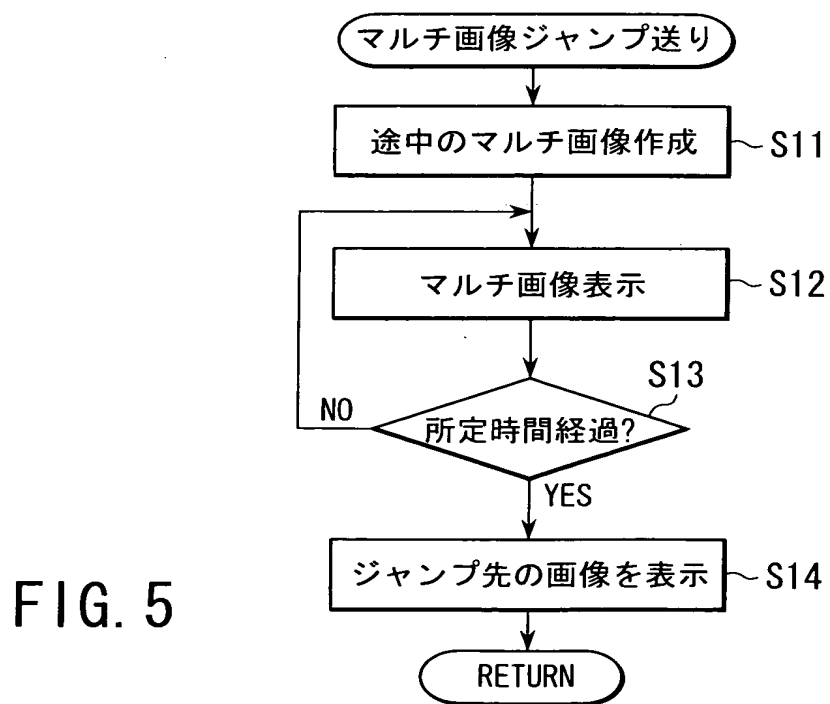 マルチ画像ジャンプ送り
途中のマルチ画像作成 S11
マルチ画像表示 S12
S13
NO
所定時間経過?
YES
ジャンプ先の画像を表示 S14
FIG. 5
RETURN